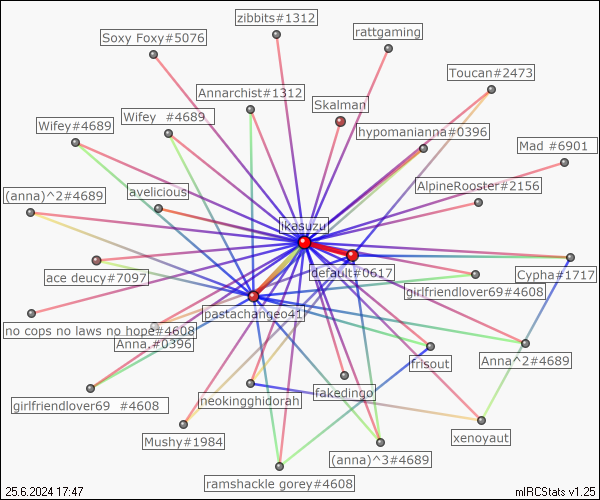 zibbits#1312
Soxy Foxy#5076
rattgaming
Toucan#2473
Annarchist#1312
Skalman
Wifey  #4689
Wifey#4689
hypomanianna#0396
Mad #6901
AlpineRooster#2156
(anna)^2#4689
avelicious
ikasuzu
default#0617
ace deucy#7097
Cypha#1717
girlfriendlover69#4608
pastachangeo41
no cops no laws no hope#4608
Anna.#0396
Anna^2#4689
frisout
fakedingo
neokingghidorah
girlfriendlover69  #4608
Mushy#1984
xenoyaut
(anna)^3#4689
ramshackle gorey#4608
25.6.2024 17:47
mIRCStats v1.25